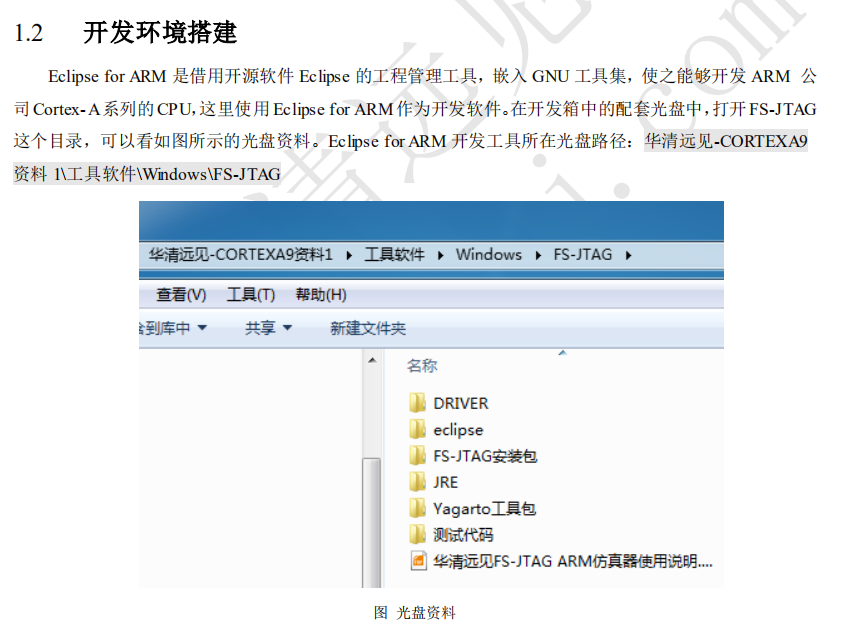 1.2 开发环境搭建
Eclipse for ARM 是借用开源软件 Eclipse 的工程管理工具，嵌入 GNU 工具集，使之能够开发 ARM 公
司 Cortex-A 系列的 CPU，这里使用 Eclipse for ARM 作为开发软件。在开发箱中的配套光盘中，打开 FS-JTAG
这个目录，可以看如图所示的光盘资料。Eclipse for ARM 开发工具所在光盘路径：华清远见-CORTEXA9
资料 1\工具软件\Windows\FS-JTAG
华清远见-CORTEXA9资料1 ▸ 工具软件 ▸ Windows ▸ FS-JTAG ▸
查看(V) 工具(T) 帮助(H)
到库中 ▼ 共享 ▼ 新建文件夹
名称
DRIVER
eclipse
FS-JTAG安装包
JRE
Yagarto工具包
测试代码
华清远见FS-JTAG ARM仿真器使用说明....
图 光盘资料